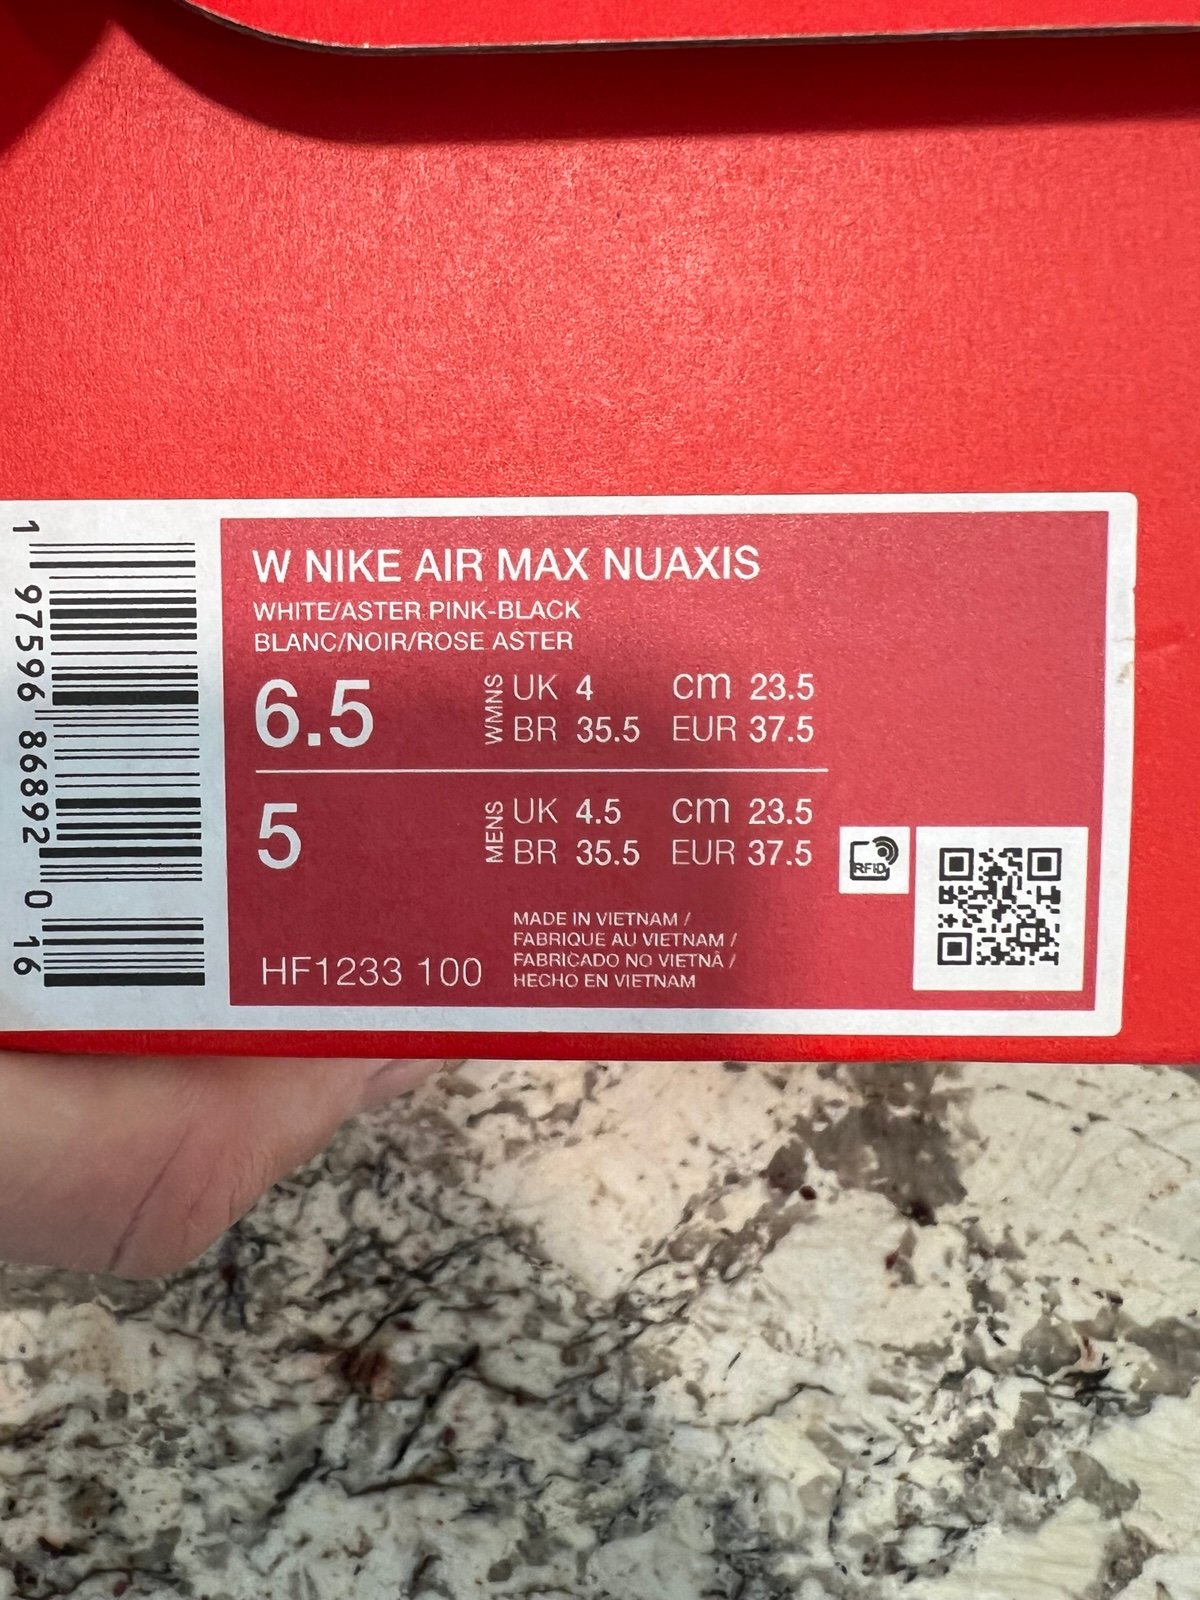 W NIKE AIR MAX NUAXIS
WHITE/ASTER PINK-BLACK
BLANC/NOIR/ROSE ASTER
6.5 WMNS UK 4 cm 23.5
BR 35.5 EUR 37.5
5 MENS UK 4.5 cm 23.5
BR 35.5 EUR 37.5
RFID
MADE IN VIETNAM /
FABRIQUE AU VIETNAM /
FABRICADO NO VIETNÃ /
HECHO EN VIETNAM
HF1233 100
1 97596 86892 0 16